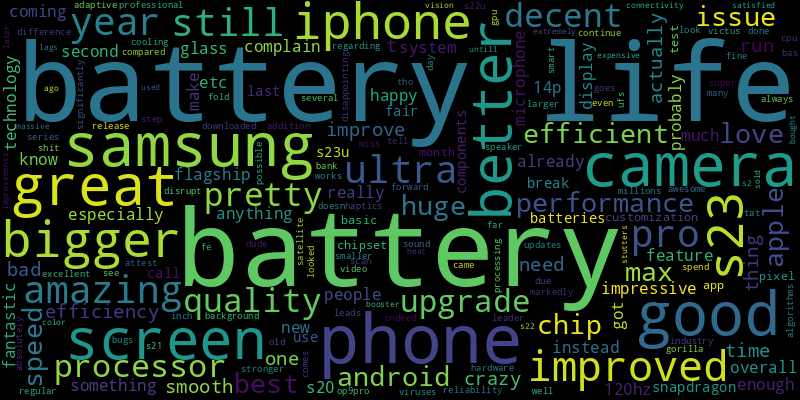 coming adaptive professional
year still iphone
vision s22u gpu decent issue
later difference
lags cooling compared
second glass complain
regarding system
run connectivity satisfied
look victus done cpu
extremely continue
battery life
technology make etc last
significantly ago used
step massive series shit
know release downloaded addition
several fold tho happy fair
disappointing day untill
better microphone display
actually test fine bas
14p smart expensive goes
larger even ufs super many always
samsung improve miss tell month
components efficient much love
probably bought
great s23u bank works
flagship ultra speaker already
camera
improvements disrupt pretty
possible really forward
break millions awesome s2 sold
performance
bigger especially anything
satellite looked doesn haptics
huge batteries customization
tat s23 apple
basic far updates need
pro thing feature
fe dude sound chipset
smaller heat scan video came
processing due markedly
stutters
battery
bad excellent see attest call
max spend pixel
amazing quality people
booster upgrade impressive app
fantastic efficiency
color inch background leads
indeed leader s22
got good algorithms
speed screen bugs s21
new use old
phone chip industry gorilla
absolutely
processor one stronger comes
android hardware
instead improved time overall
regular something smooth best
s20 op9pro viruses crazy reliability
well 120hz snapdragon enough